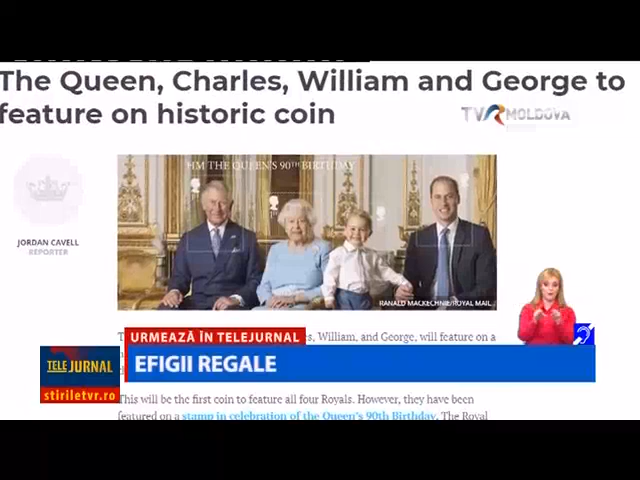 The Queen, Charles, William and George to
feature on historic coin
TVR MOLDOVA
HM THE QUEEN'S 90TH BIRTHDAY
JORDAN CAVELL
REPORTER
RANALD MACKECHNIE/ROYAL MAIL
URMEAZĂ ÎN TELEJURNAL
es, William, and George, will feature on a
TELEJURNAL
EFIGII REGALE
stiriletvr.ro
This will be the first coin to feature all four Royals. However, they have been
featured on a stamp in celebration of the Queen's 90th Birthday. The Royal